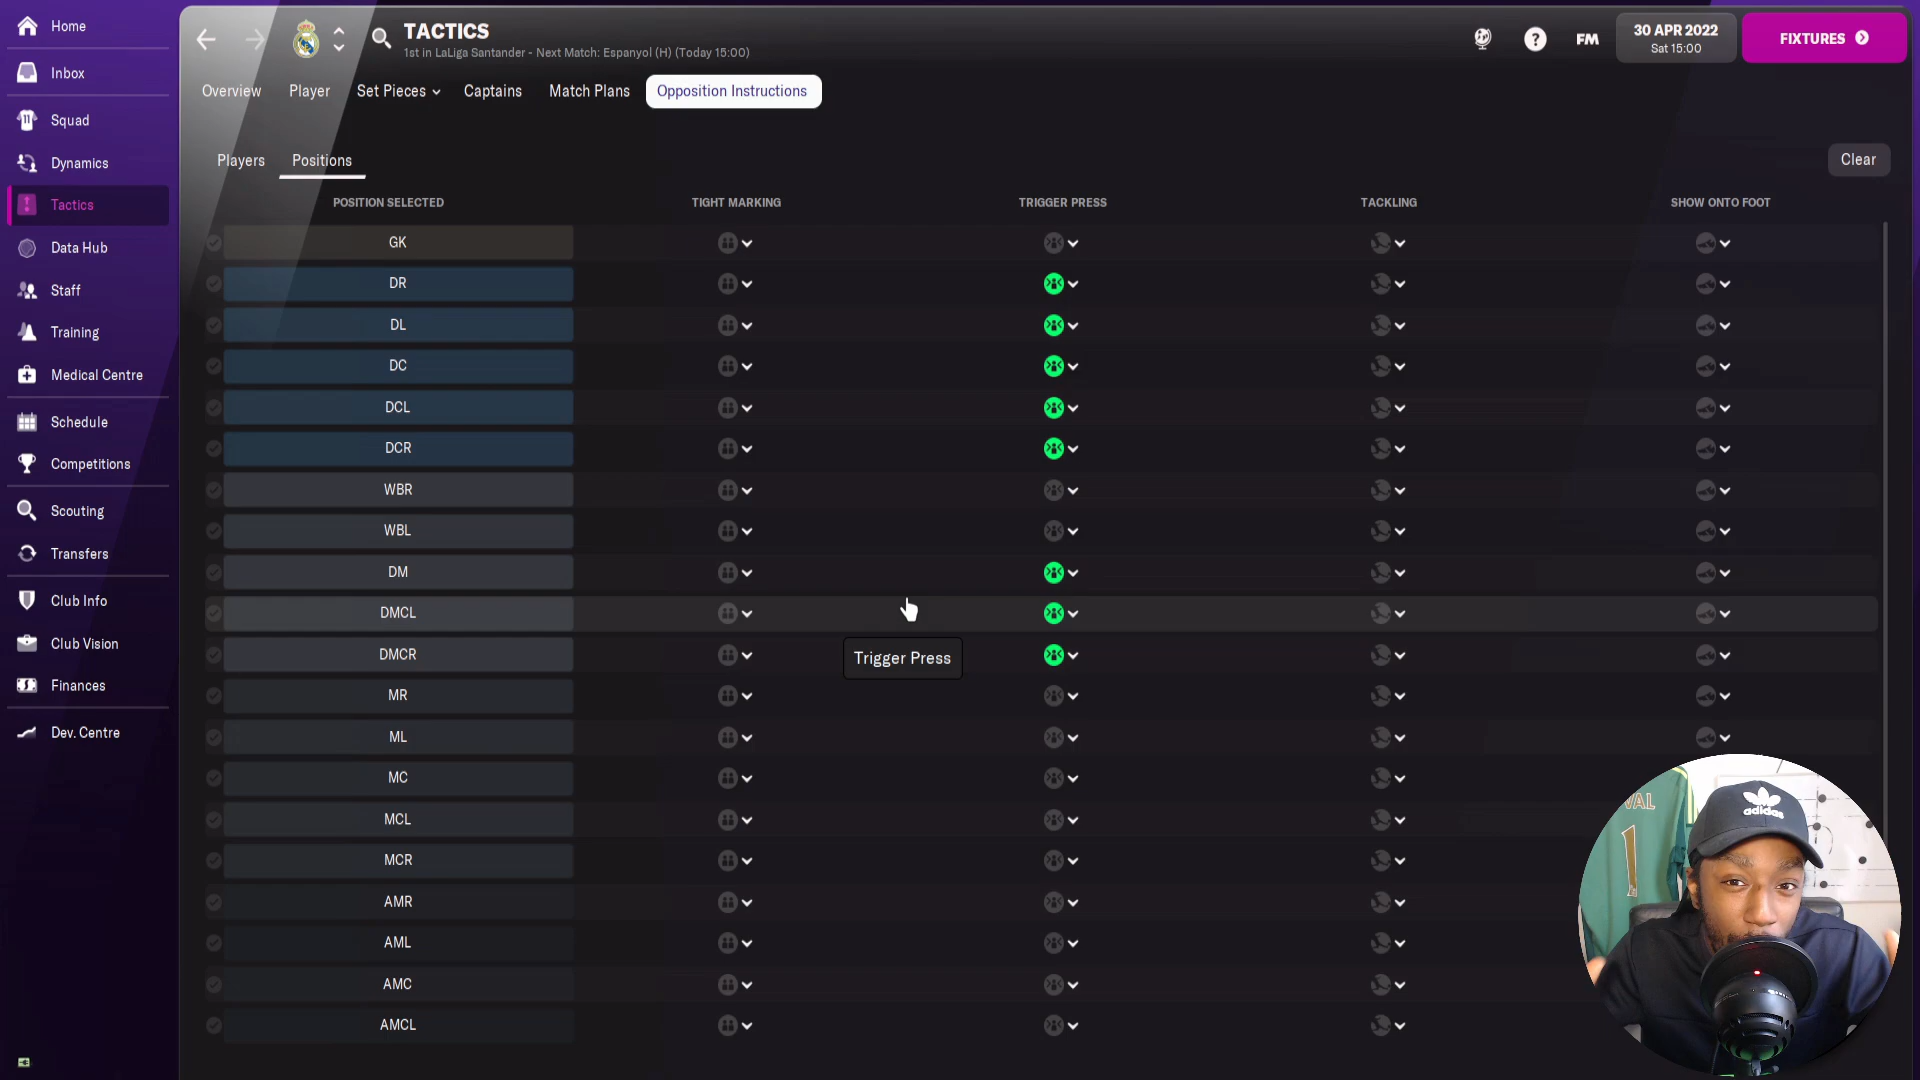 Home
Inbox
Squad
Dynamics
Tactics
Data Hub
Staff
Training
Medical Centre
Schedule
Competitions
Scouting
Transfers
Club Info
Club Vision
Finances
Dev. Centre
TACTICS
1st in LaLiga Santander - Next Match: Espanyol (H) (Today 15:00)
FM
30 APR 2022
Sat 15:00
FIXTURES
Overview Player Set Pieces Captains Match Plans Opposition Instructions
Players Positions
Clear
POSITION SELECTED TIGHT MARKING TRIGGER PRESS TACKLING SHOW ONTO FOOT
GK
DR
DL
DC
DCL
DCR
WBR
WBL
DM
DMCL
DMCR
Trigger Press
MR
ML
MC
MCL
MCR
AMR
AML
AMC
AMCL
VAL
1
adidas